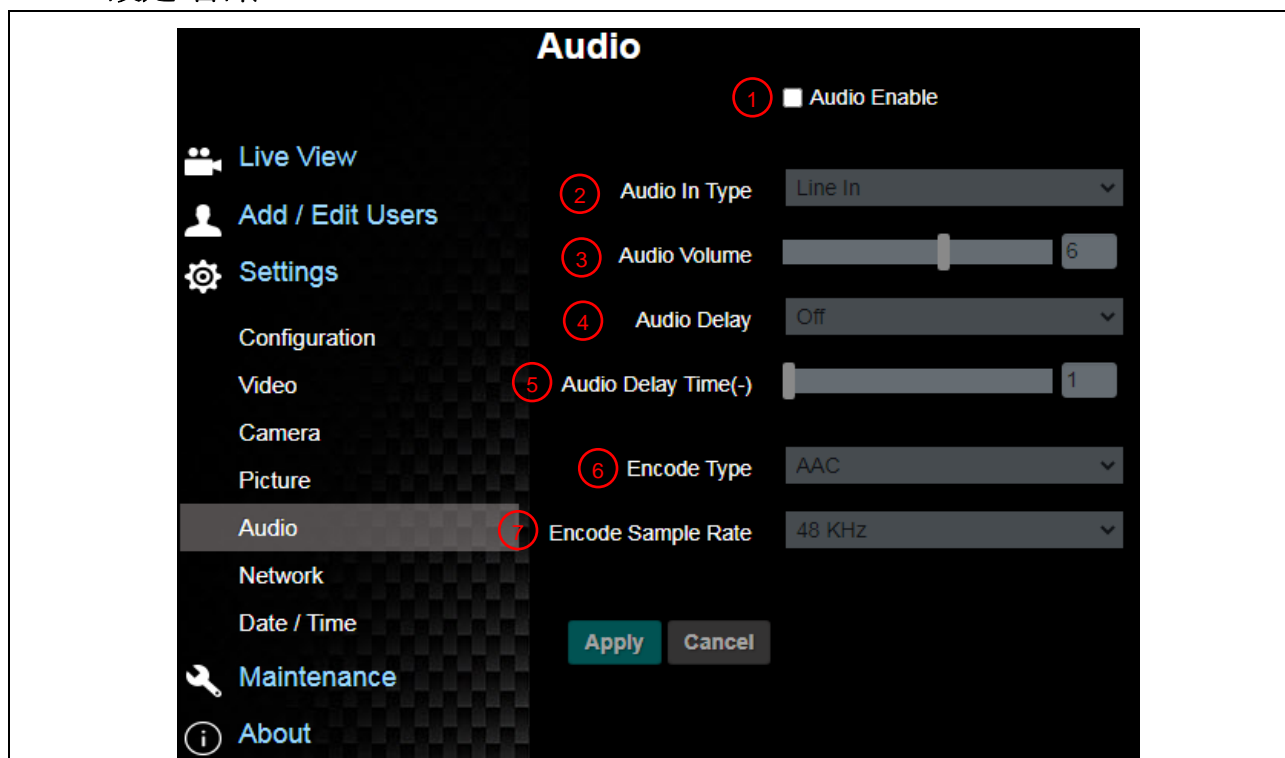 Audio
1 Audio Enable
Live View
Add / Edit Users
Settings
Configuration
Video
Camera
Picture
Audio
Network
Date / Time
Maintenance
About
2 Audio In Type Line In
3 Audio Volume 6
4 Audio Delay Off
5 Audio Delay Time(-) 1
6 Encode Type AAC
7 Encode Sample Rate 48 KHz
Apply Cancel